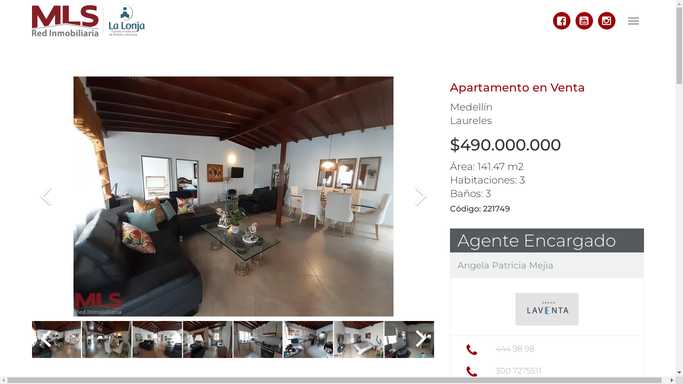 MLS
Red Inmobiliaria
La Lonja
Apartamento en Venta
Medellín
Laureles
$490.000.000
Área: 141.47 m2
Habitaciones: 3
Baños: 3
Código: 221749
MLS
Red Inmobiliaria
Agente Encargado
Angela Patricia Mejia
LAVENTA
444 98 98
300 7275511